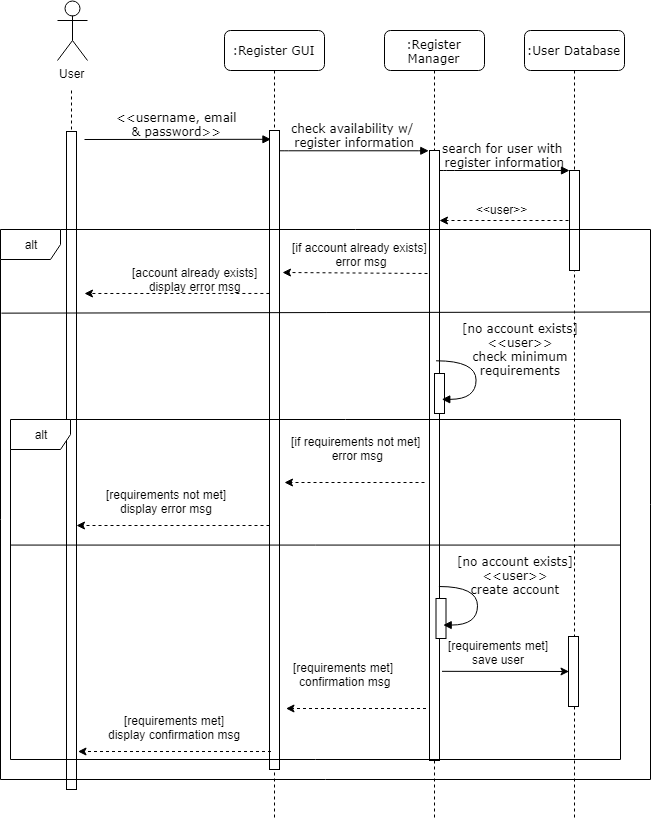 User
:Register GUI
:Register
Manager
:User Database
<<username, email
& password>>
check availability w/
register information
search for user with
register information
<<user>>
alt
[if account already exists]
error msg
[account already exists]
display error msg
[no account exists]
<<user>>
check minimum
requirements
alt
[if requirements not met]
error msg
[requirements not met]
display error msg
[no account exists]
<<user>>
create account
[requirements met]
save user
[requirements met]
confirmation msg
[requirements met]
display confirmation msg